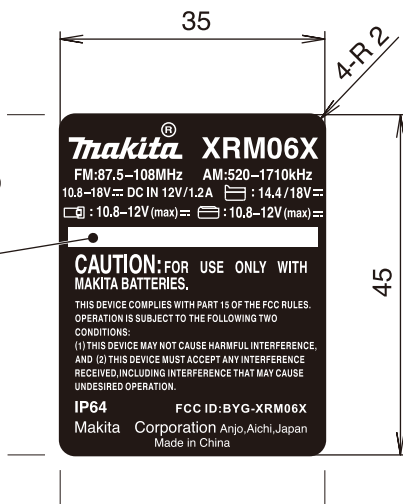 35
4-R 2
makita® XRM06X
FM:87.5–108MHz AM:520–1710kHz
10.8–18V⎓ DC IN 12V/1.2A : 14.4/18V⎓
: 10.8–12V (max)⎓ : 10.8–12V (max)⎓
CAUTION: FOR USE ONLY WITH
MAKITA BATTERIES.
45
THIS DEVICE COMPLIES WITH PART 15 OF THE FCC RULES.
OPERATION IS SUBJECT TO THE FOLLOWING TWO
CONDITIONS:
(1) THIS DEVICE MAY NOT CAUSE HARMFUL INTERFERENCE,
AND (2) THIS DEVICE MUST ACCEPT ANY INTERFERENCE
RECEIVED,INCLUDING INTERFERENCE THAT MAY CAUSE
UNDESIRED OPERATION.
IP64 FCC ID:BYG-XRM06X
Makita Corporation Anjo,Aichi,Japan
Made in China